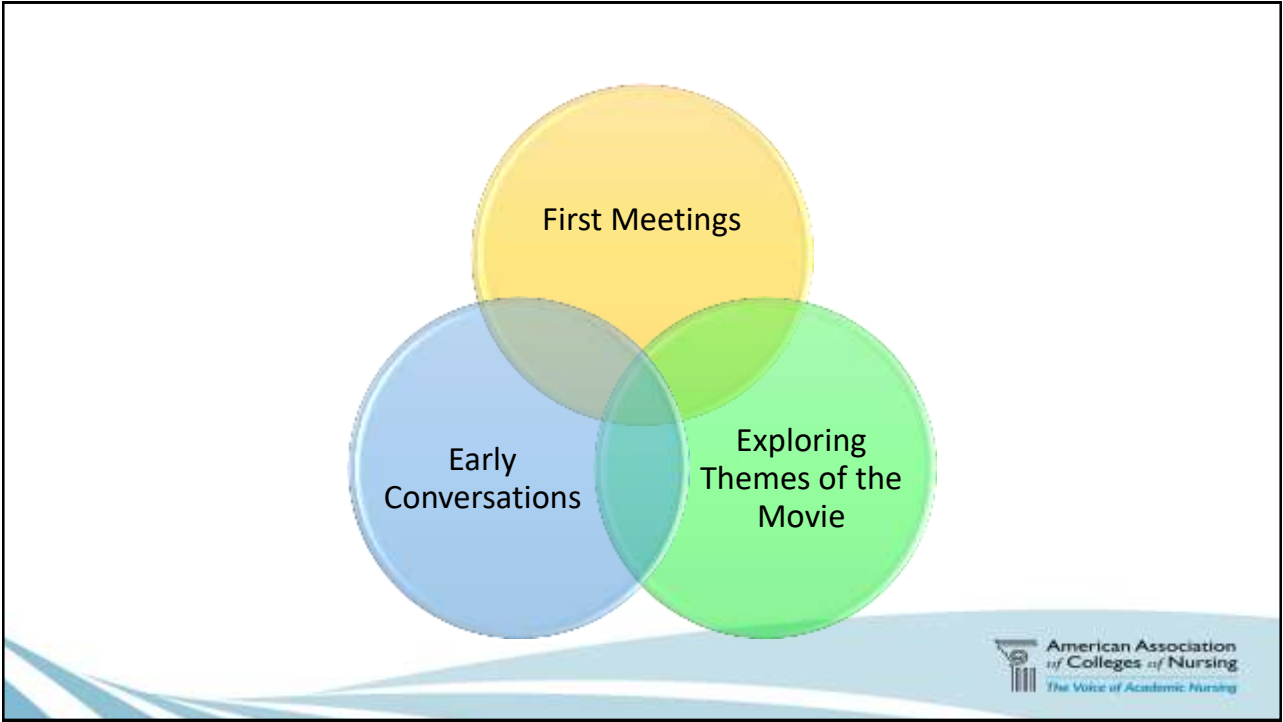 First Meetings
Early
Conversations
Exploring
Themes of the
Movie
American Association
of Colleges of Nursing
The Voice of Academic Nursing